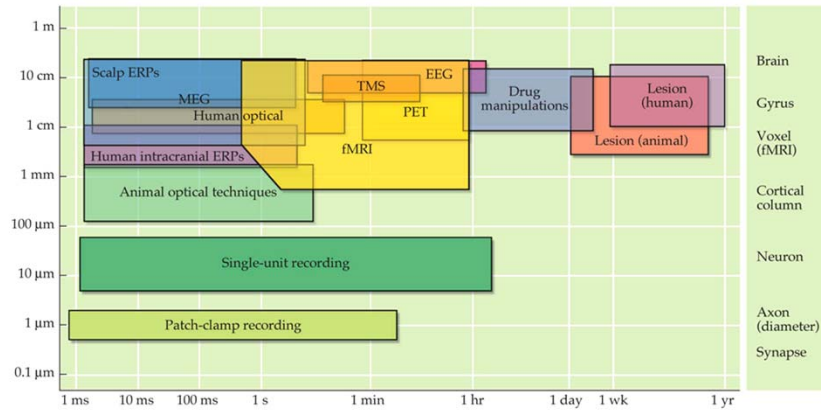 1 m
10 cm
1 cm
1 mm
100 µm
10 µm
1 µm
0.1 µm
Scalp ERPs
MEG
Human optical
Human intracranial ERPs
Animal optical techniques
EEG
TMS
PET
fMRI
Drug
manipulations
Lesion
(human)
Lesion (animal)
Single-unit recording
Patch-clamp recording
Brain
Gyrus
Voxel
(fMRI)
Cortical
column
Neuron
Axon
(diameter)
Synapse
1 ms
10 ms
100 ms
1 s
1 min
1 hr
1 day
1 wk
1 yr